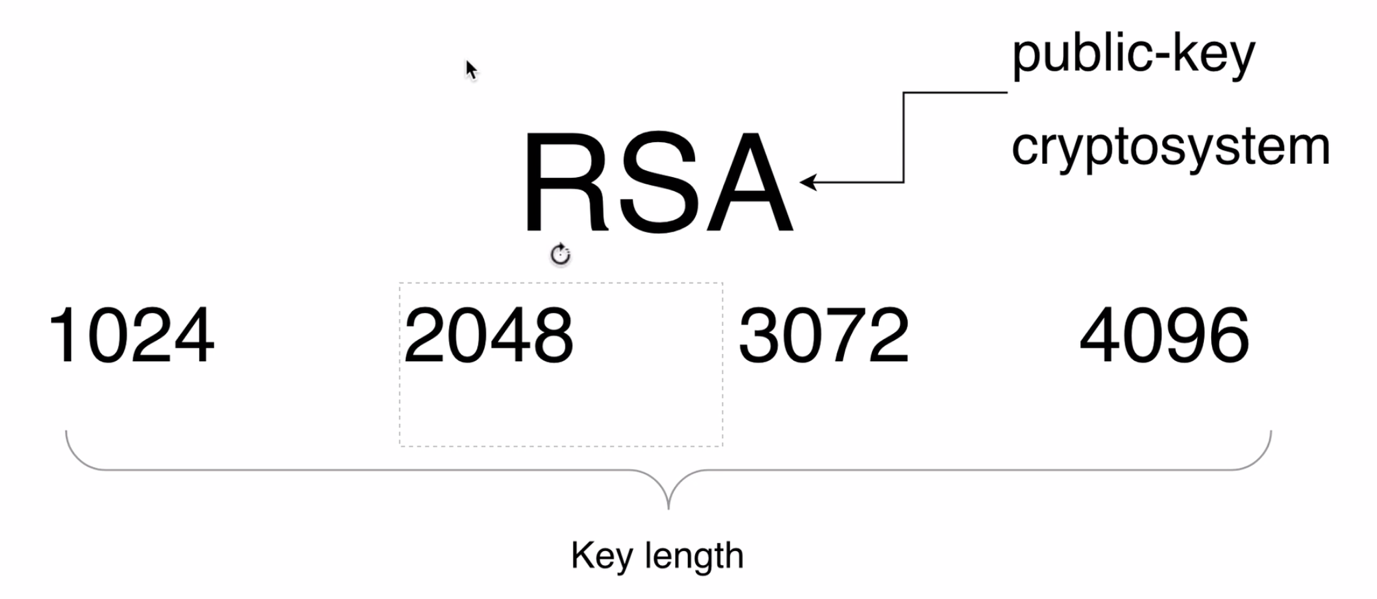 public-key
cryptosystem
RSA
1024 2048 3072 4096
Key length